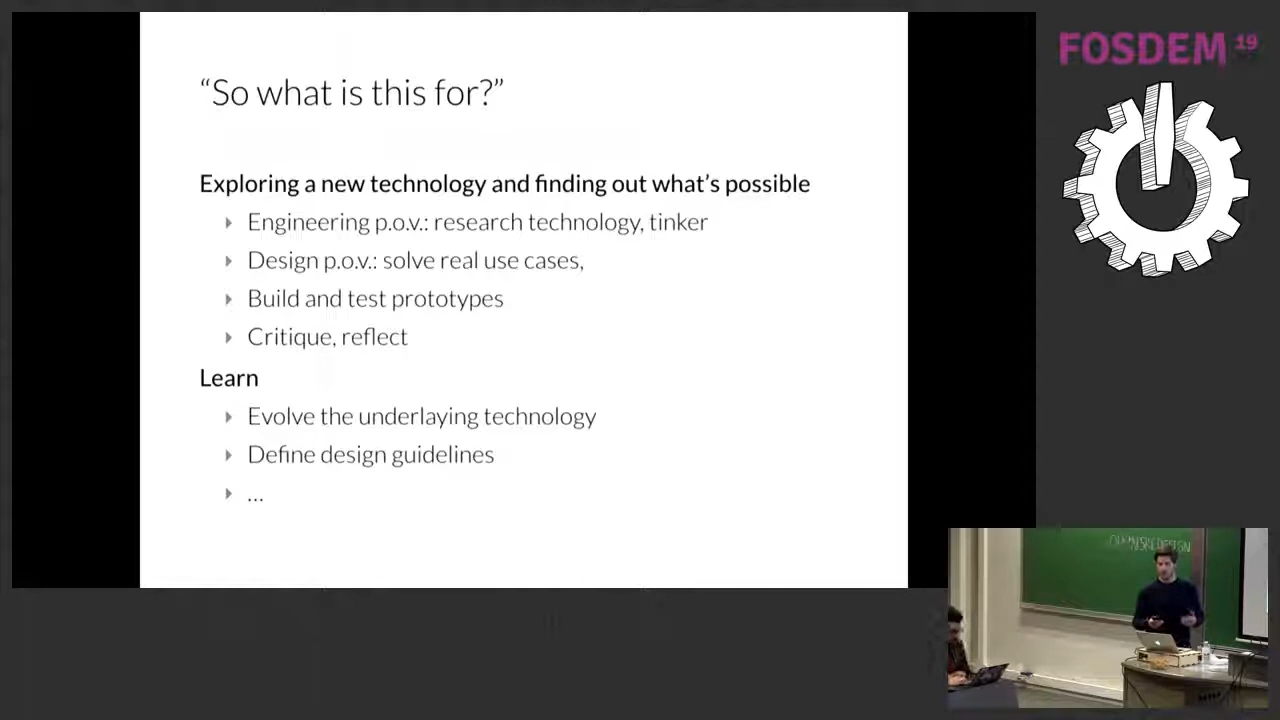 “So what is this for?”
Exploring a new technology and finding out what’s possible
Engineering p.o.v.: research technology, tinker
Design p.o.v.: solve real use cases,
Build and test prototypes
Critique, reflect
Learn
Evolve the underlaying technology
Define design guidelines
...
FOSDEM 19